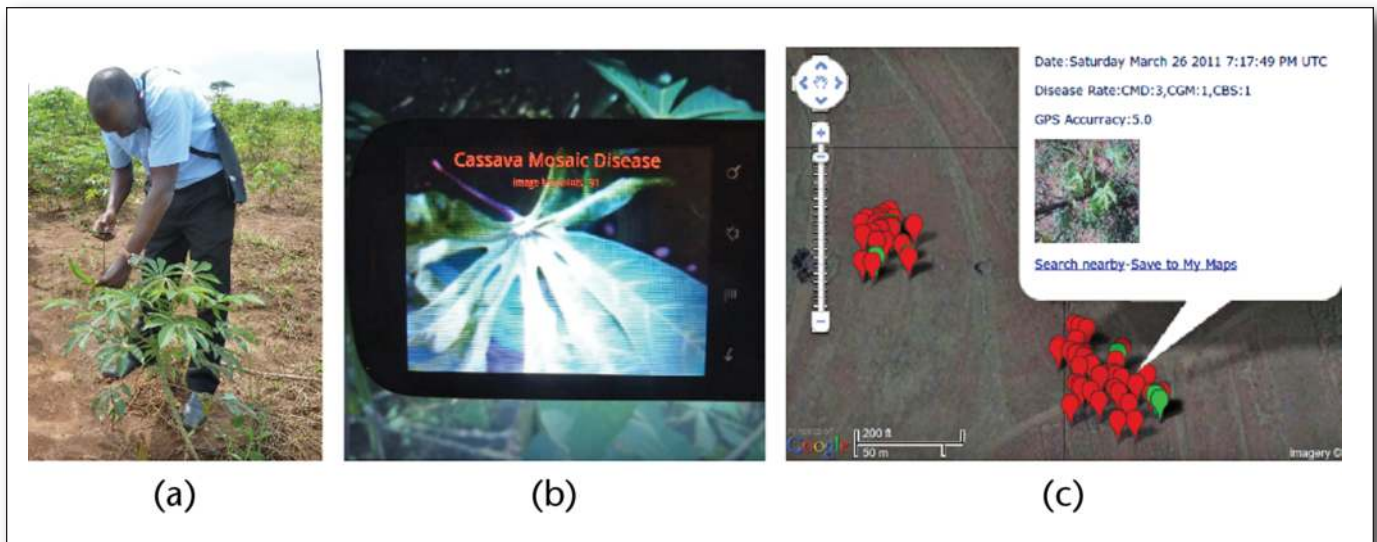 Cassava Mosaic Disease
Date:Saturday March 26 2011 7:17:49 PM UTC
Disease Rate:CMD:3,CGM:1,CBS:1
GPS Accurracy:5.0
Search nearby-Save to My Maps
Google
200 ft
50 m
Imagery ©
(a)
(b)
(c)